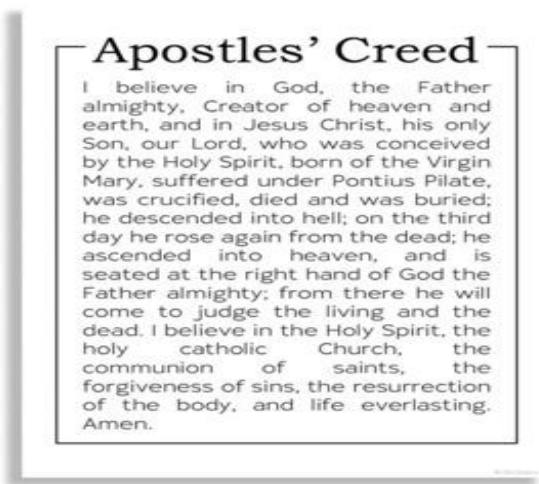 Apostles’ Creed
I believe in God, the Father
almighty, Creator of heaven and
earth, and in Jesus Christ, his only
Son, our Lord, who was conceived
by the Holy Spirit, born of the Virgin
Mary, suffered under Pontius Pilate,
was crucified, died and was buried;
he descended into hell; on the third
day he rose again from the dead; he
ascended into heaven, and is
seated at the right hand of God the
Father almighty; from there he will
come to judge the living and the
dead. I believe in the Holy Spirit, the
holy catholic Church, the
communion of saints, the
forgiveness of sins, the resurrection
of the body, and life everlasting.
Amen.